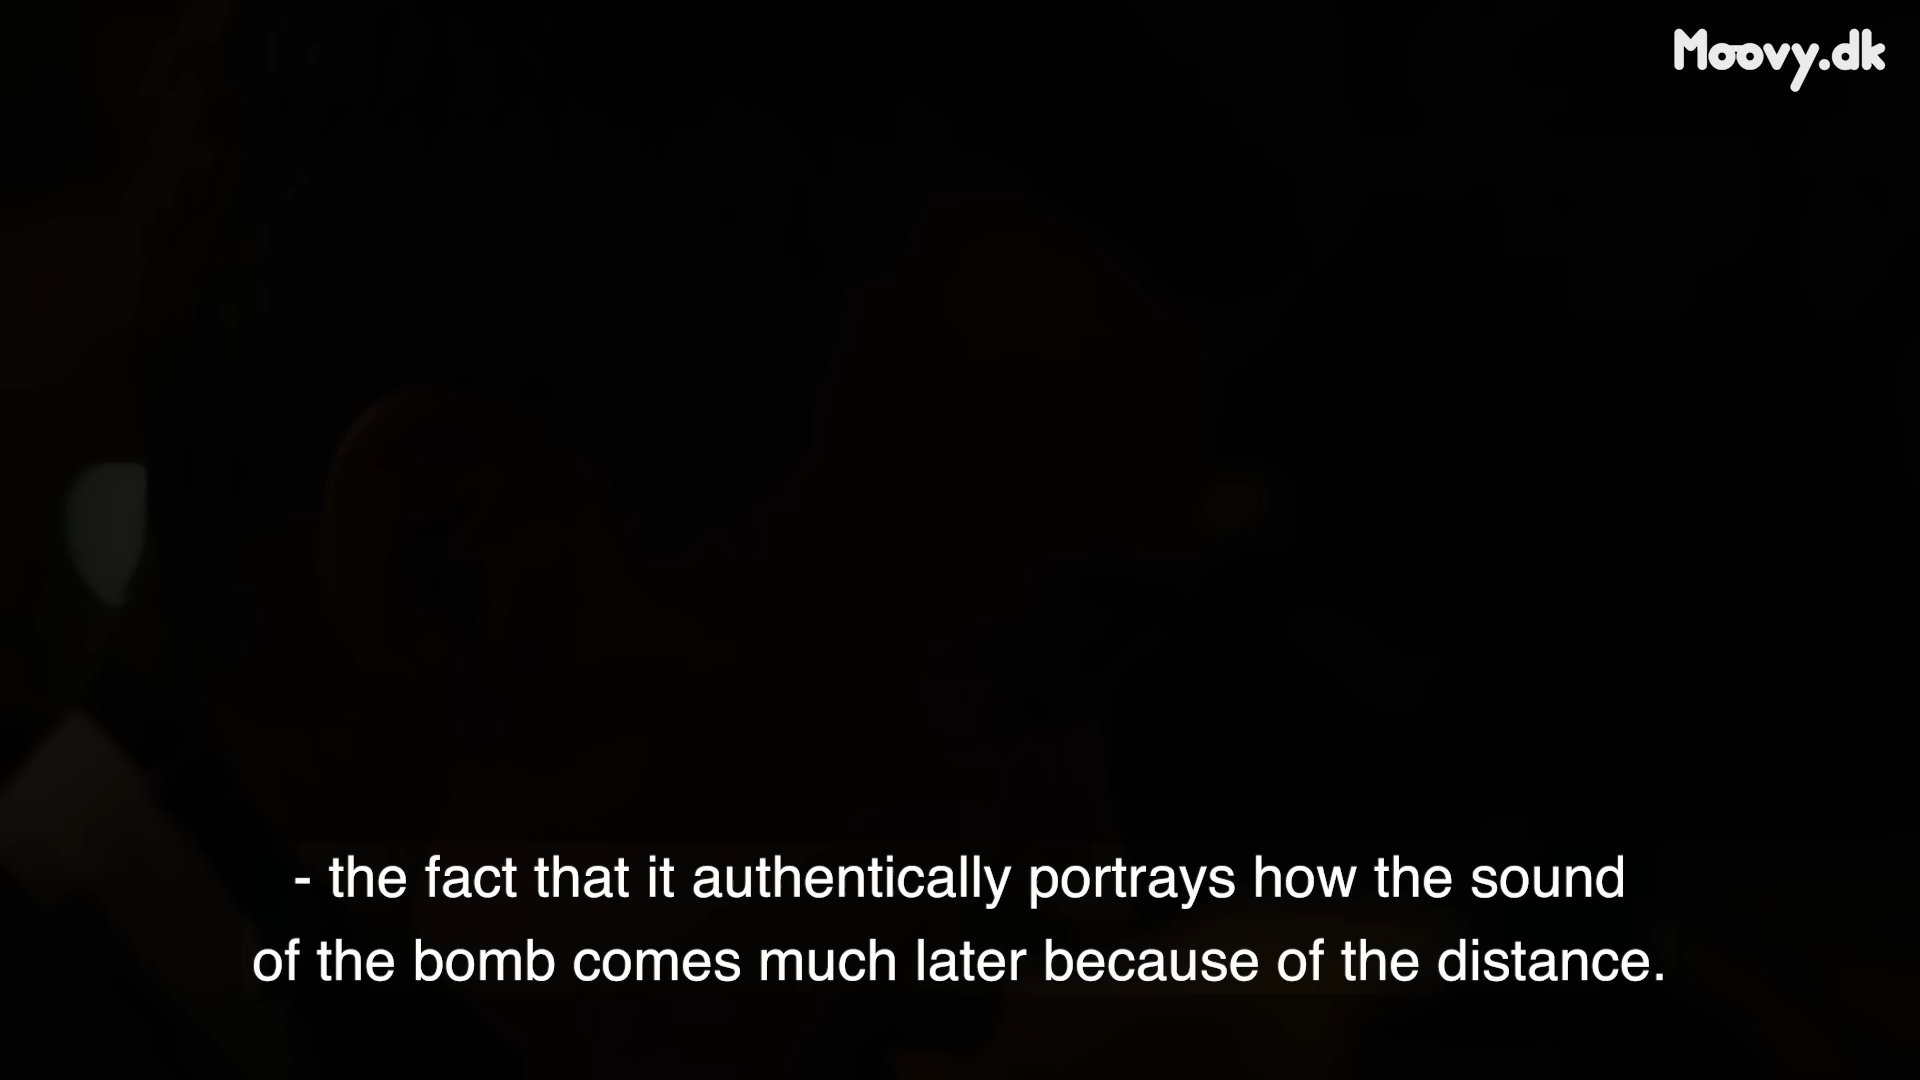 Moovy.dk
- the fact that it authentically portrays how the sound
of the bomb comes much later because of the distance.